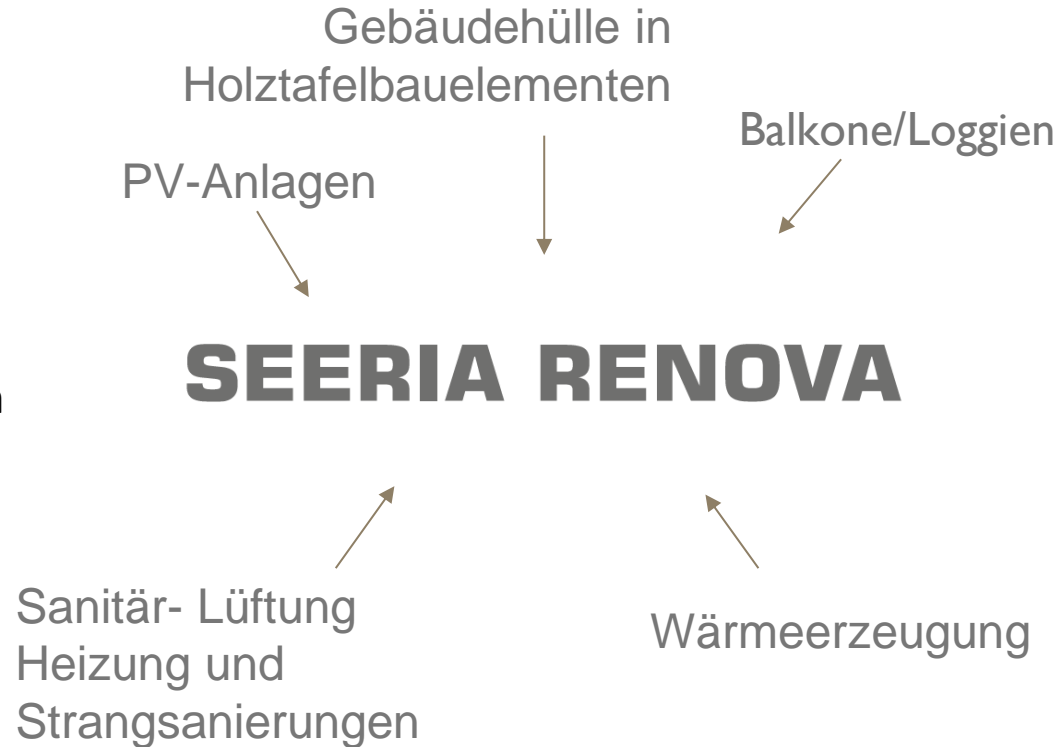 Gebäudehülle in
Holztafelbauelementen
Balkone/Loggien
PV-Anlagen
SEERIA RENOVA
Sanitär- Lüftung
Heizung und
Strangsanierungen
Wärmeerzeugung